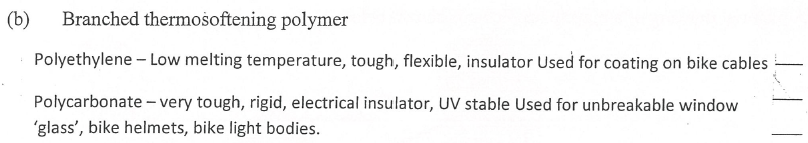 (b) Branched thermosoftening polymer
Polyethylene – Low melting temperature, tough, flexible, insulator Used for coating on bike cables
Polycarbonate – very tough, rigid, electrical insulator, UV stable Used for unbreakable window
‘glass’, bike helmets, bike light bodies.